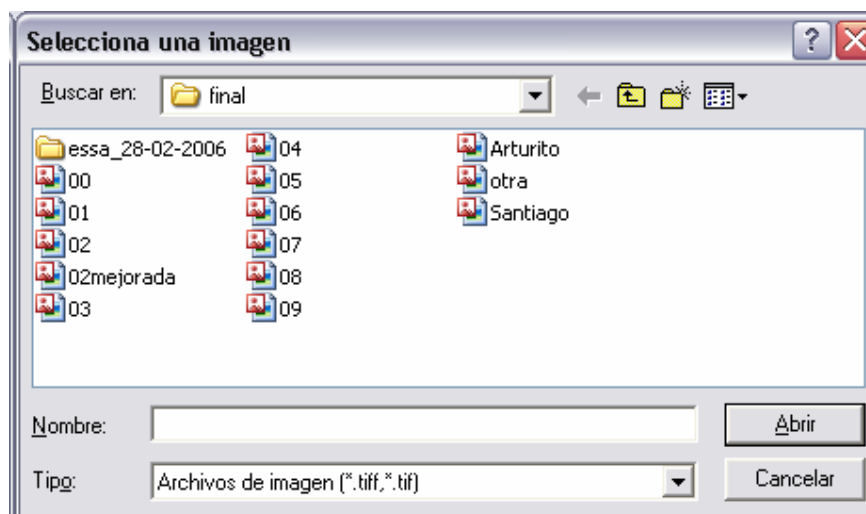 Selecciona una imagen
Buscar en: final
essa_28-02-2006 04 Arturito
00 05 otra
01 06 Santiago
02 07
02mejorada 08
03 09
Nombre: Abrir
Tipo: Archivos de imagen (*.tiff,*.tif) Cancelar